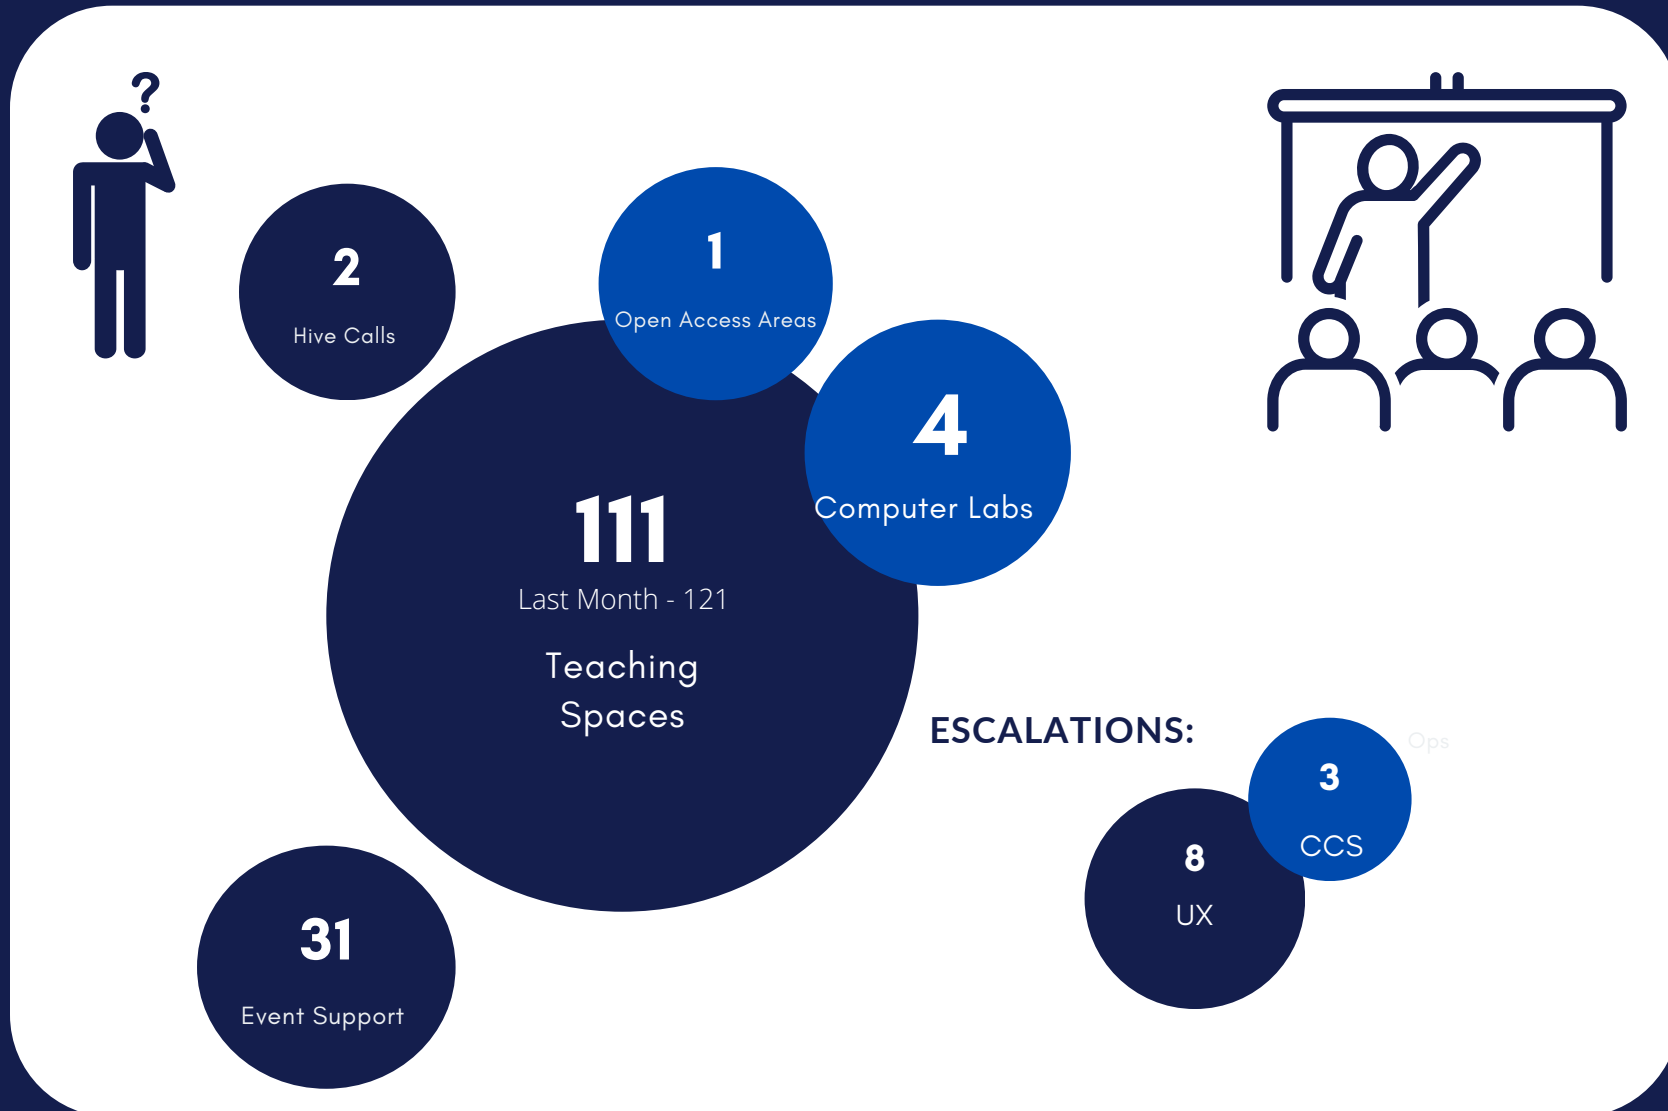 ?
2
Hive Calls
1
Open Access Areas
4
Computer Labs
111
Last Month - 121
Teaching
Spaces
ESCALATIONS:
Ops
3
CCS
8
UX
31
Event Support